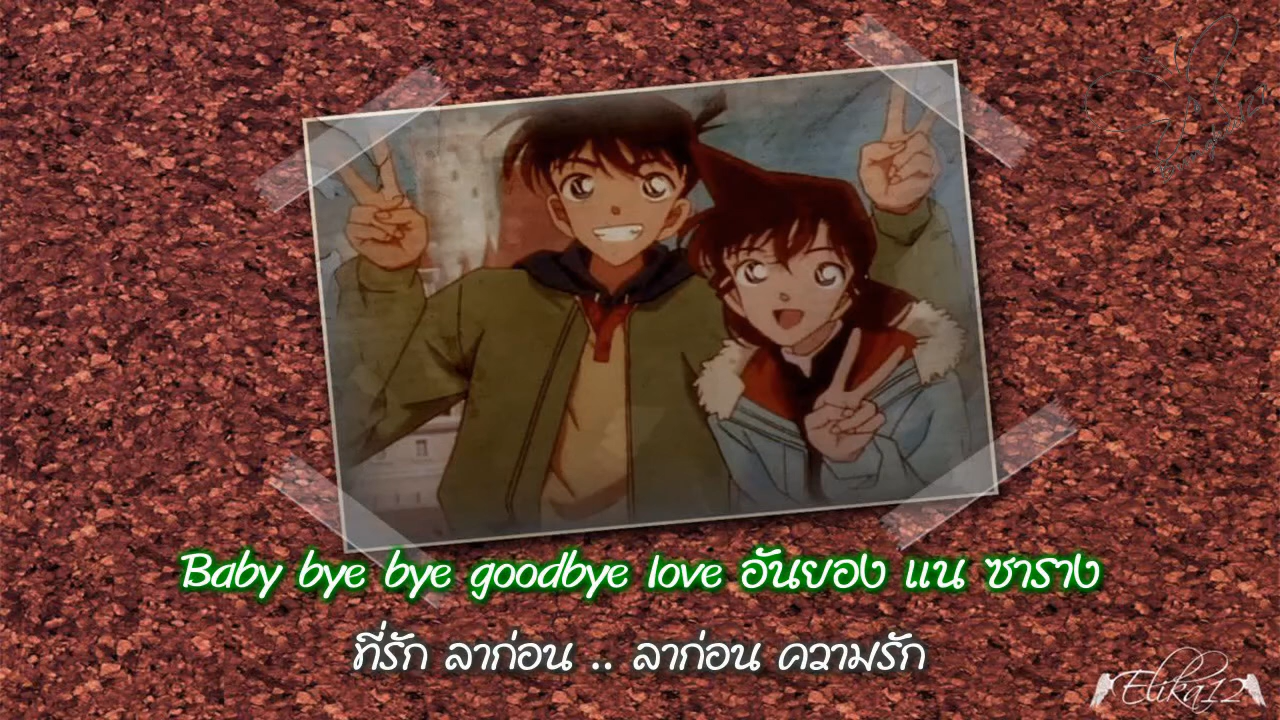 Baby bye bye goodbye love อันยอง แน ซาราง
ที่รัก ลาก่อน .. ลาก่อน ความรัก
Elika12